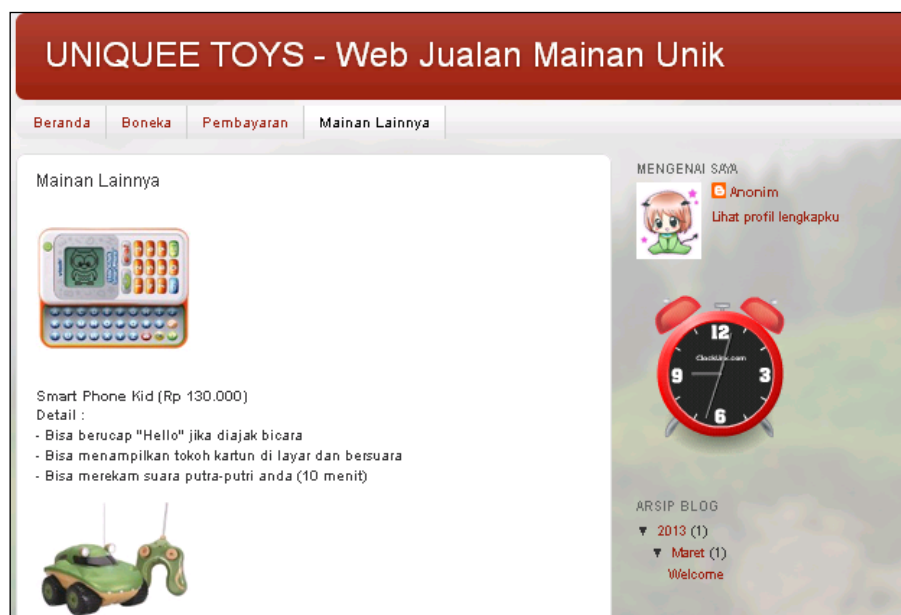 UNIQUEE TOYS - Web Jualan Mainan Unik
Beranda
Boneka
Pembayaran
Mainan Lainnya
Mainan Lainnya
Smart Phone Kid (Rp 130.000)
Detail :
- Bisa berucap "Hello" jika diajak bicara
- Bisa menampilkan tokoh kartun di layar dan bersuara
- Bisa merekam suara putra-putri anda (10 menit)
MENGENAI SAYA
Anonim
Lihat profil lengkapku
12
ClockLink.com
9
3
6
ARSIP BLOG
▼ 2013 (1)
▼ Maret (1)
Welcome